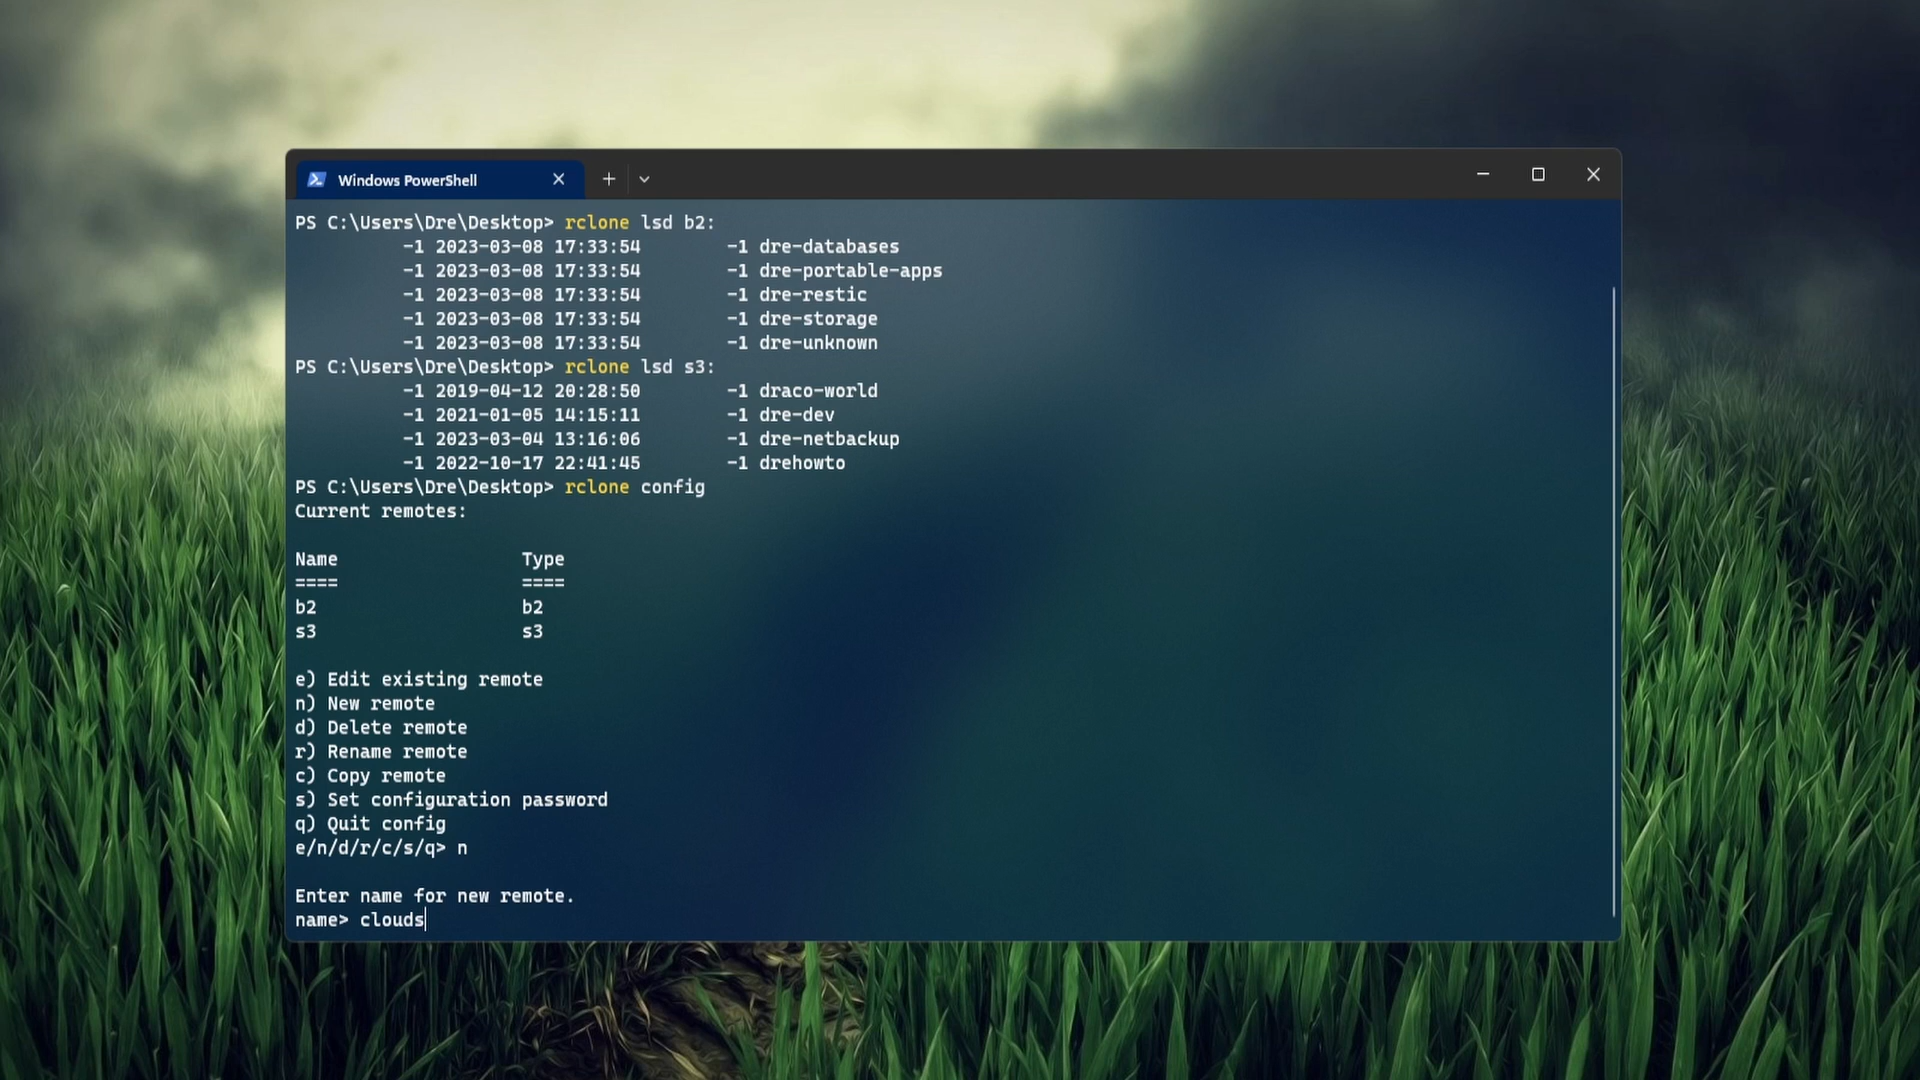 Windows PowerShell
PS C:\Users\Dre\Desktop> rclone lsd b2:
          -1 2023-03-08 17:33:54        -1 dre-databases
          -1 2023-03-08 17:33:54        -1 dre-portable-apps
          -1 2023-03-08 17:33:54        -1 dre-restic
          -1 2023-03-08 17:33:54        -1 dre-storage
          -1 2023-03-08 17:33:54        -1 dre-unknown
PS C:\Users\Dre\Desktop> rclone lsd s3:
          -1 2019-04-12 20:28:50        -1 draco-world
          -1 2021-01-05 14:15:11        -1 dre-dev
          -1 2023-03-04 13:16:06        -1 dre-netbackup
          -1 2022-10-17 22:41:45        -1 drehowto
PS C:\Users\Dre\Desktop> rclone config
Current remotes:

Name                 Type
====                 ====
b2                   b2
s3                   s3

e) Edit existing remote
n) New remote
d) Delete remote
r) Rename remote
c) Copy remote
s) Set configuration password
q) Quit config
e/n/d/r/c/s/q> n

Enter name for new remote.
name> clouds